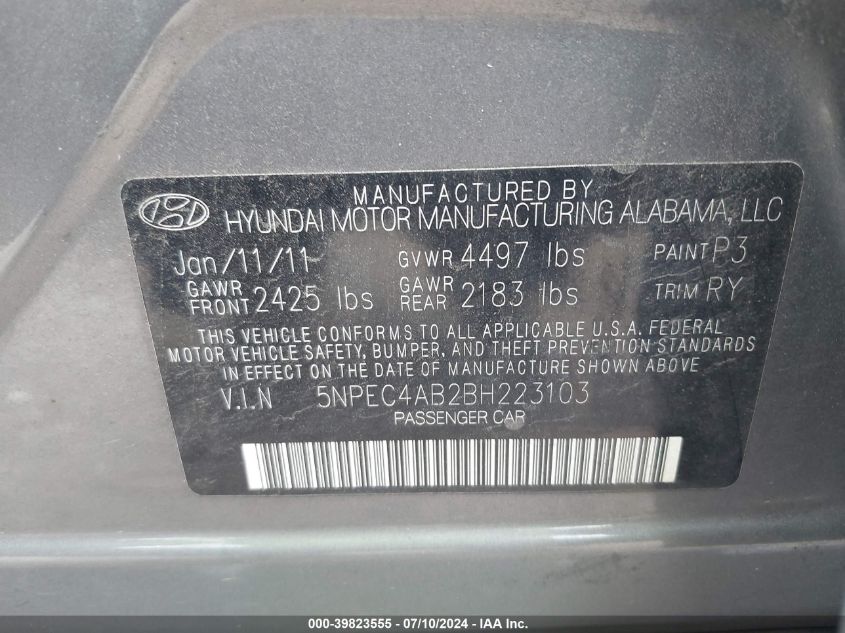 MANUFACTURED BY
HYUNDAI MOTOR MANUFACTURING ALABAMA, LLC
Jan/11/11 GVWR 4497 lbs PAINT P3
GAWR FRONT 2425 lbs GAWR REAR 2183 lbs TRIM RY
THIS VEHICLE CONFORMS TO ALL APPLICABLE U.S.A. FEDERAL
MOTOR VEHICLE SAFETY, BUMPER, AND THEFT PREVENTION STANDARDS
IN EFFECT ON THE DATE OF MANUFACTURE SHOWN ABOVE
V.I.N 5NPEC4AB2BH223103
PASSENGER CAR
000-39823555 - 07/10/2024 - IAA Inc.